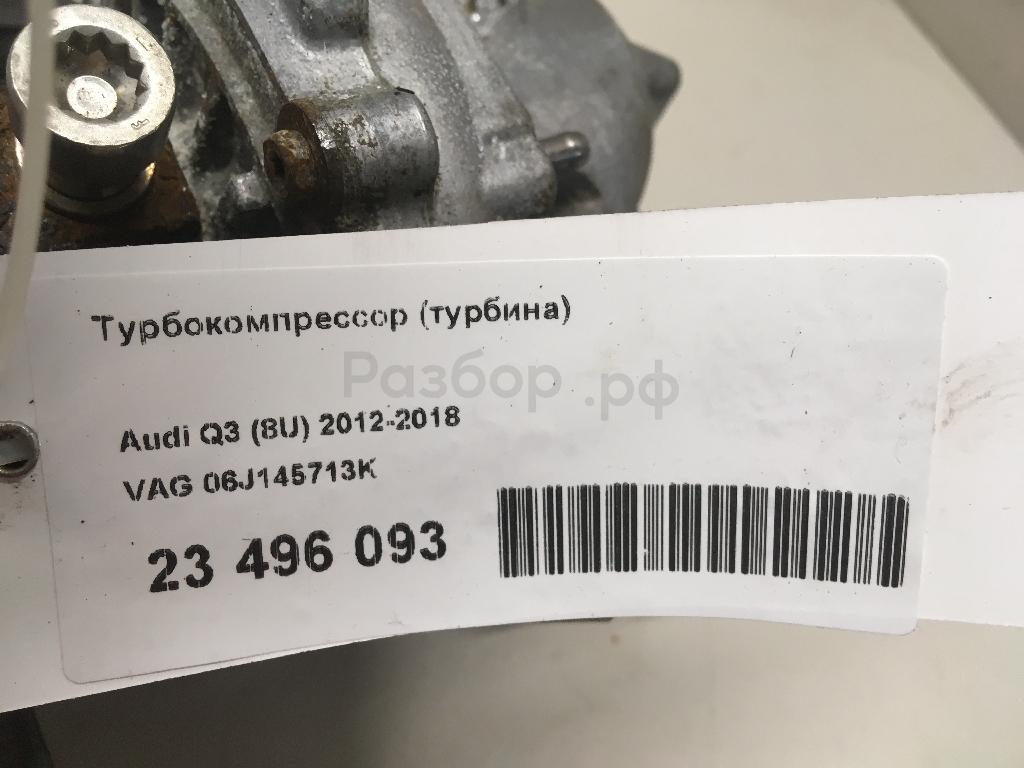 Турбокомпрессор (турбина)
Разбор.рф
Audi Q3 (8U) 2012-2018
VAG 06J145713K
23 496 093